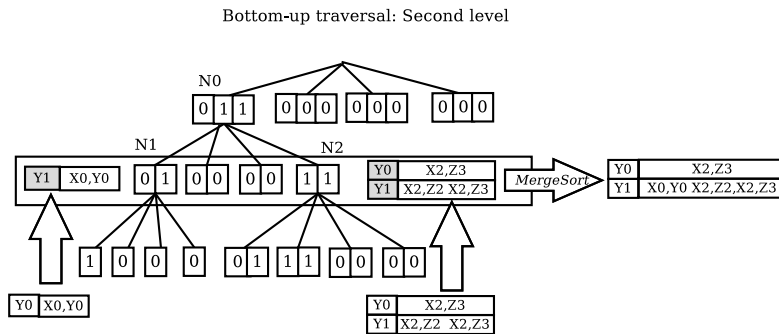 Bottom-up traversal: Second level
N0
0 1 1 0 0 0 0 0 0 0 0 0
N1 N2
Y1 X0,Y0 0 1 0 0 0 0 1 1 Y0 X2,Z3
Y1 X2,Z2 X2,Z3
MergeSort
Y0 X2,Z3
Y1 X0,Y0 X2,Z2,X2,Z3
1 0 0 0 0 1 1 1 0 0 0 0
Y0 X0,Y0
Y0 X2,Z3
Y1 X2,Z2 X2,Z3